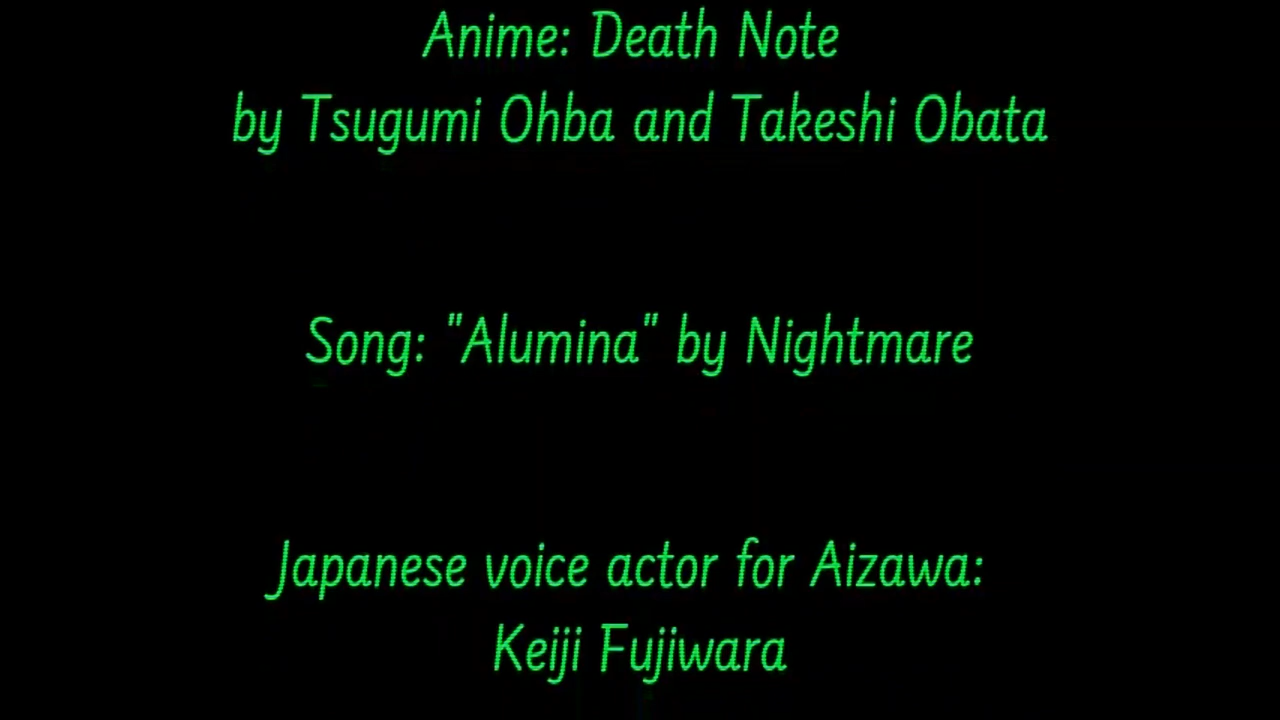 Anime: Death Note
by Tsugumi Ohba and Takeshi Obata
Song: "Alumina" by Nightmare
Japanese voice actor for Aizawa:
Keiji Fujiwara